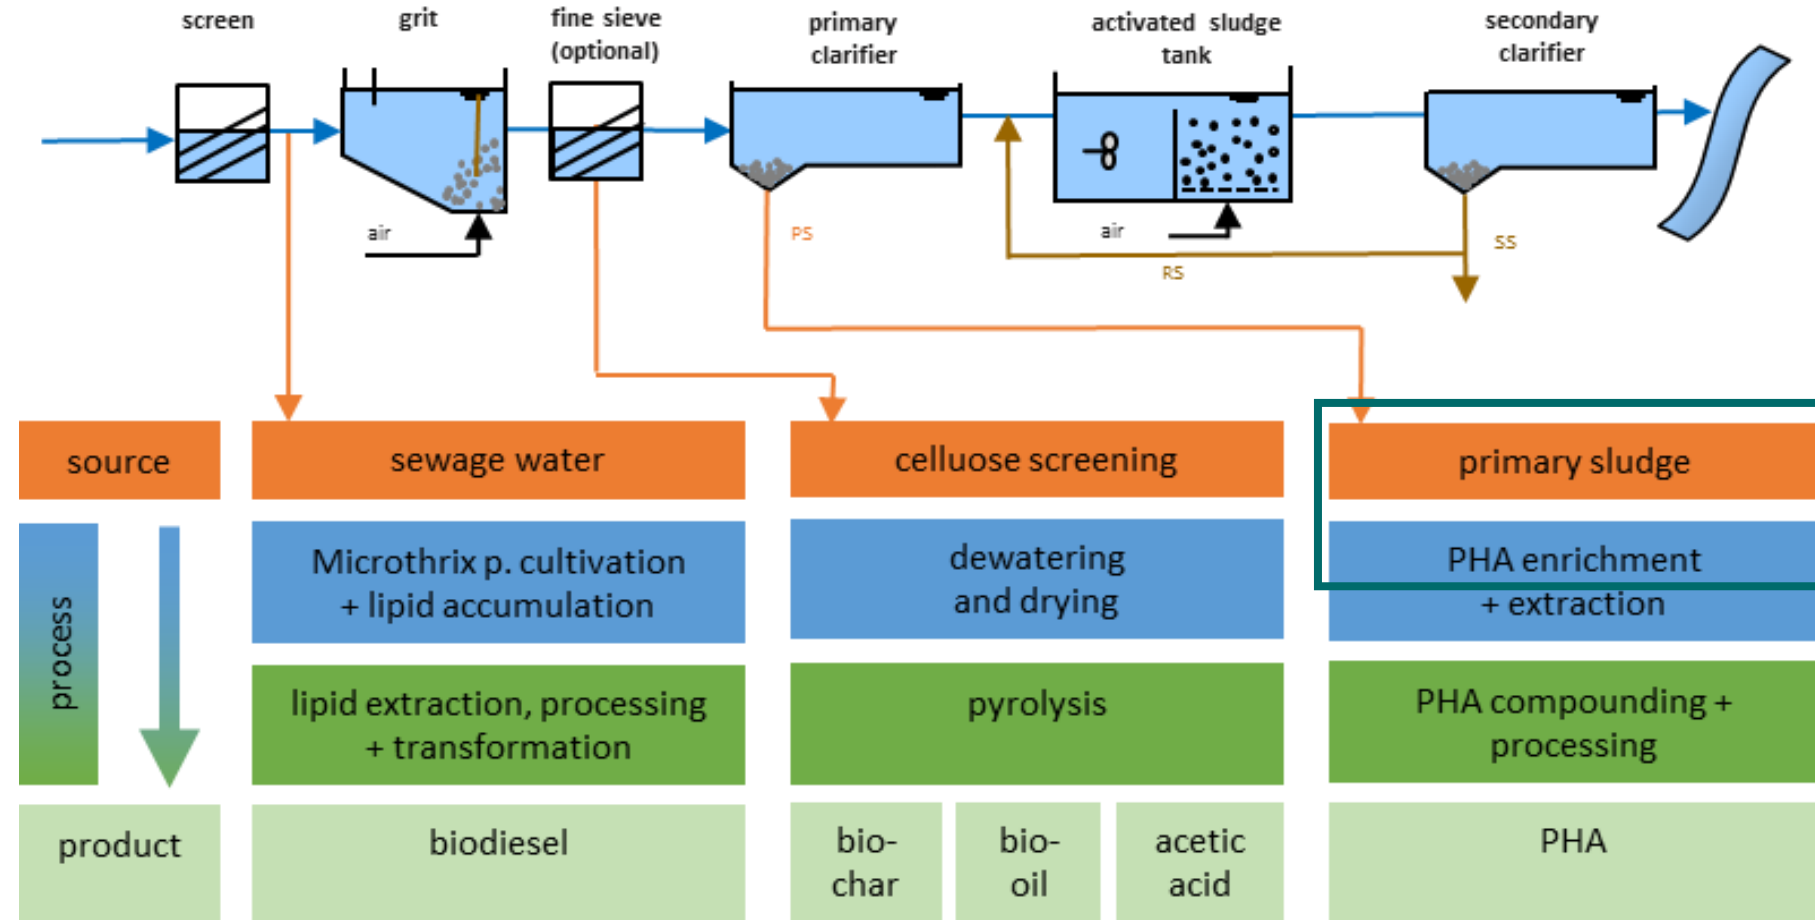 screen
grit
fine sieve
(optional)
primary
clarifier
activated sludge
tank
secondary
clarifier
air
PS
air
RS
SS
source
sewage water
celluose screening
primary sludge
process
Microthrix p. cultivation
+ lipid accumulation
dewatering
and drying
PHA enrichment
+ extraction
lipid extraction, processing
+ transformation
pyrolysis
PHA compounding +
processing
product
biodiesel
bio-
char
bio-
oil
acetic
acid
PHA